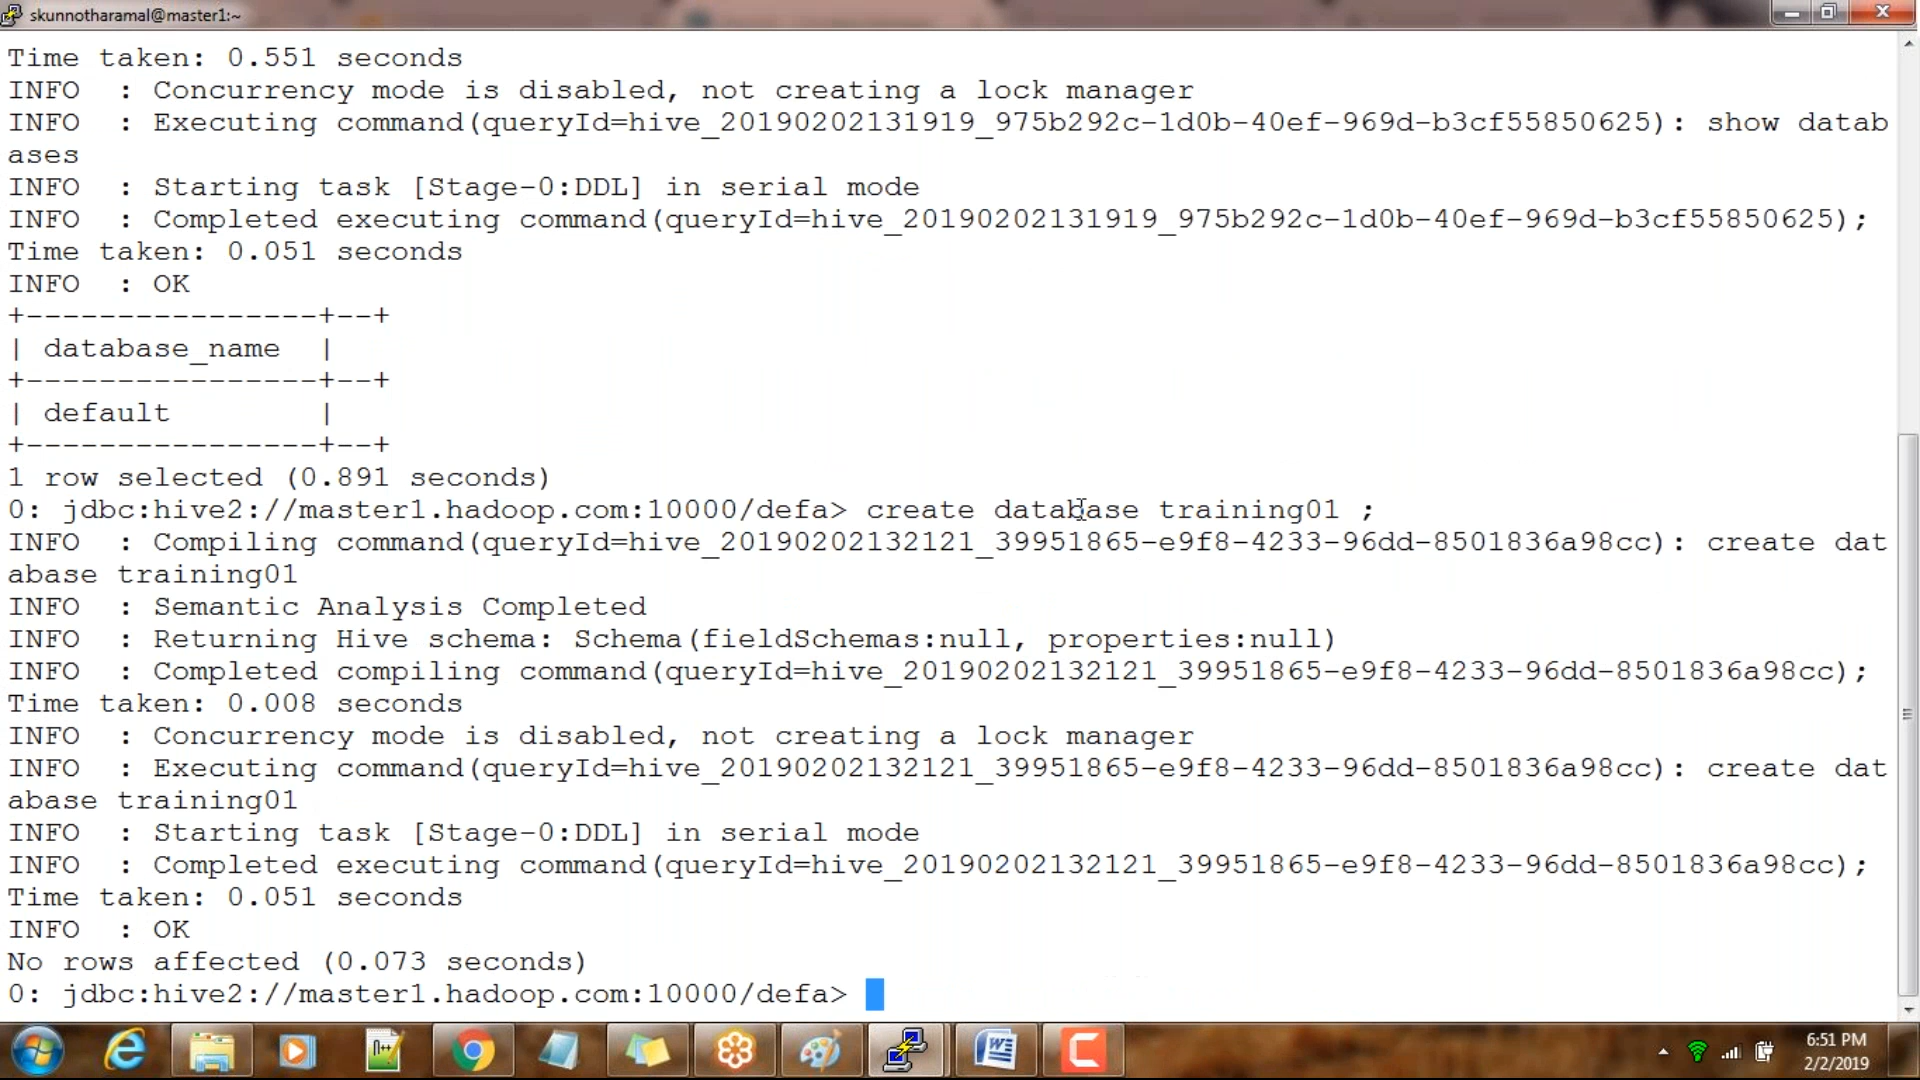 skunnotharamal@master1:~
Time taken: 0.551 seconds
INFO  : Concurrency mode is disabled, not creating a lock manager
INFO  : Executing command(queryId=hive_20190202131919_975b292c-1d0b-40ef-969d-b3cf55850625): show datab
ases
INFO  : Starting task [Stage-0:DDL] in serial mode
INFO  : Completed executing command(queryId=hive_20190202131919_975b292c-1d0b-40ef-969d-b3cf55850625);
Time taken: 0.051 seconds
INFO  : OK
+----------------+--+
| database_name  |
+----------------+--+
| default        |
+----------------+--+
1 row selected (0.891 seconds)
0: jdbc:hive2://master1.hadoop.com:10000/defa> create database training01 ;
INFO  : Compiling command(queryId=hive_20190202132121_39951865-e9f8-4233-96dd-8501836a98cc): create dat
abase training01
INFO  : Semantic Analysis Completed
INFO  : Returning Hive schema: Schema(fieldSchemas:null, properties:null)
INFO  : Completed compiling command(queryId=hive_20190202132121_39951865-e9f8-4233-96dd-8501836a98cc);
Time taken: 0.008 seconds
INFO  : Concurrency mode is disabled, not creating a lock manager
INFO  : Executing command(queryId=hive_20190202132121_39951865-e9f8-4233-96dd-8501836a98cc): create dat
abase training01
INFO  : Starting task [Stage-0:DDL] in serial mode
INFO  : Completed executing command(queryId=hive_20190202132121_39951865-e9f8-4233-96dd-8501836a98cc);
Time taken: 0.051 seconds
INFO  : OK
No rows affected (0.073 seconds)
0: jdbc:hive2://master1.hadoop.com:10000/defa>
6:51 PM
2/2/2019